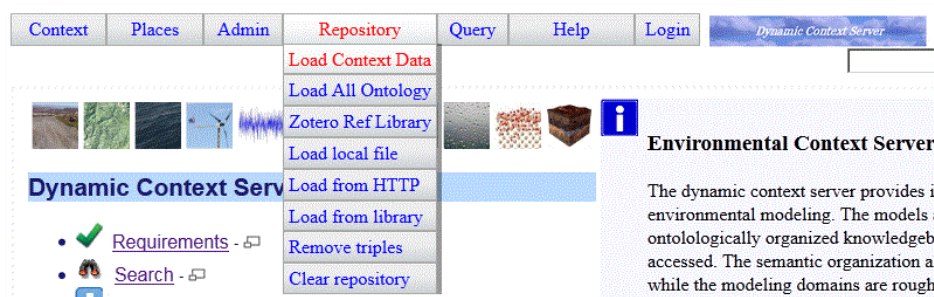 Context Places Admin Repository Query Help Login Dynamic Context Server
Load Context Data
Load All Ontology
Zotero Ref Library
Load local file
Load from HTTP
Load from library
Remove triples
Clear repository
Dynamic Context Serv
Requirements -
Search -
i
Environmental Context Server
The dynamic context server provides i
environmental modeling. The models
ontolologically organized knowledgeb
accessed. The semantic organization a
while the modeling domains are rough